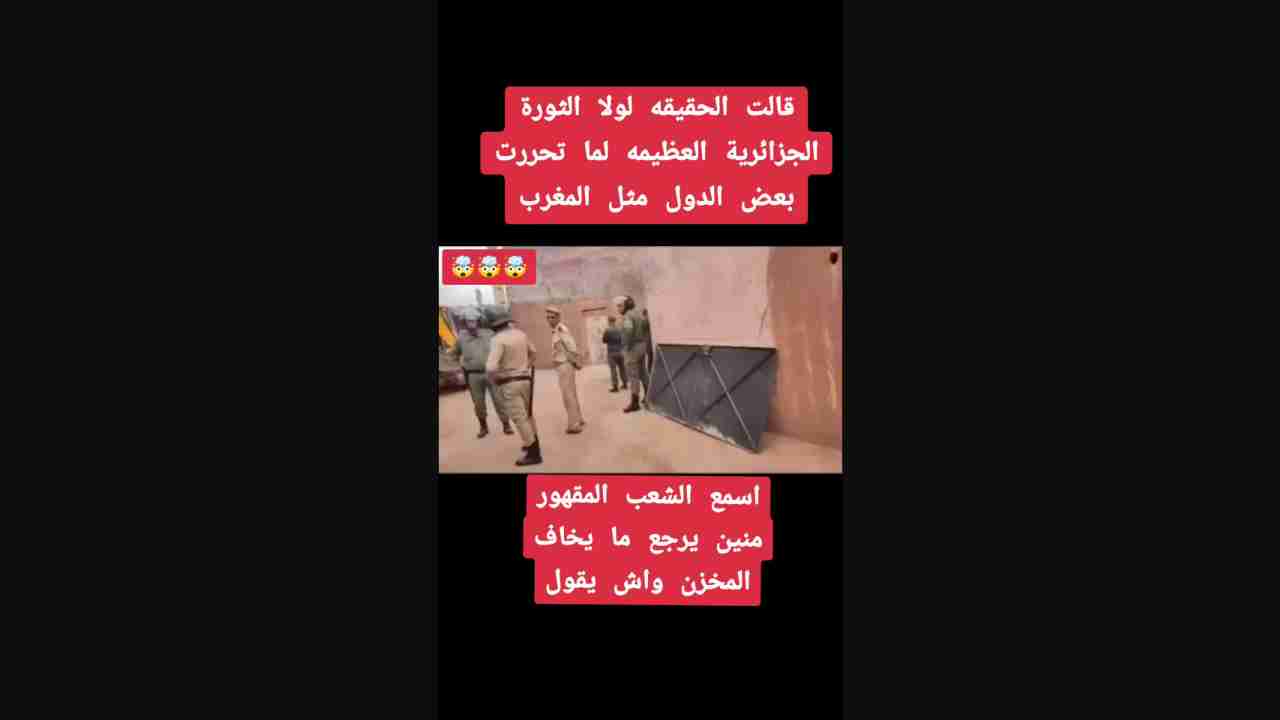 قالت الحقيقه لولا الثورة
الجزائرية العظيمه لما تحررت
بعض الدول مثل المغرب
🤯🤯🤯
اسمع الشعب المقهور
منين يرجع ما يخاف
المخزن واش يقول